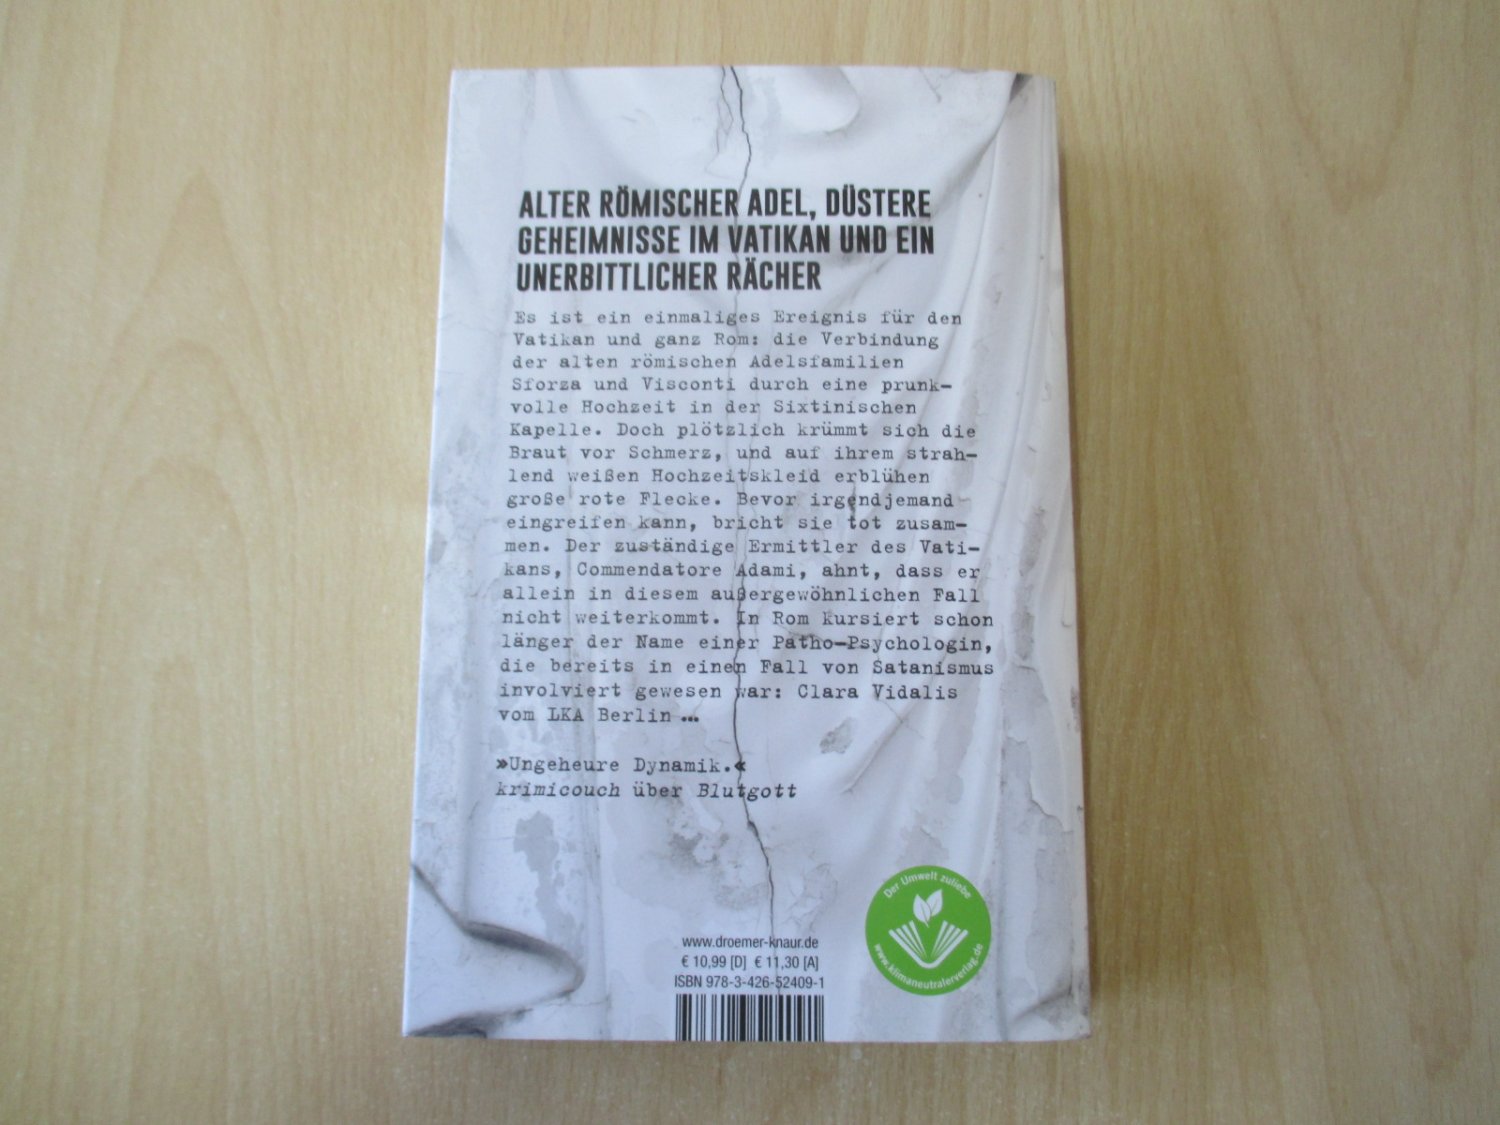 ALTER RÖMISCHER ADEL, DÜSTERE
GEHEIMNISSE IM VATIKAN UND EIN
UNERBITTLICHER RÄCHER
Es ist ein einmaliges Ereignis für den
Vatikan und ganz Rom: die Verbindung
der alten römischen Adelsfamilien
Sforza und Visconti durch eine prunk-
volle Hochzeit in der Sixtinischen
Kapelle. Doch plötzlich krümmt sich die
Braut vor Schmerz, und auf ihrem strah-
lend weißen Hochzeitskleid erblühen
große rote Flecke. Bevor irgendjemand
eingreifen kann, bricht sie tot zusam-
men. Der zuständige Ermittler des Vati-
kans, Commendatore Adami, ahnt, dass er
allein in diesem außergewöhnlichen Fall
nicht weiterkommt. In Rom kursiert schon
länger der Name einer Patho-Psychologin,
die bereits in einen Fall von Satanismus
involviert gewesen war: Clara Vidalis
vom LKA Berlin …
»Ungeheure Dynamik.«
krimicouch über Blutgott
Der Umwelt zuliebe
www.klimaneutralerverlag.de
www.droemer-knaur.de
€ 10,99 [D] € 11,30 [A]
ISBN 978-3-426-52409-1